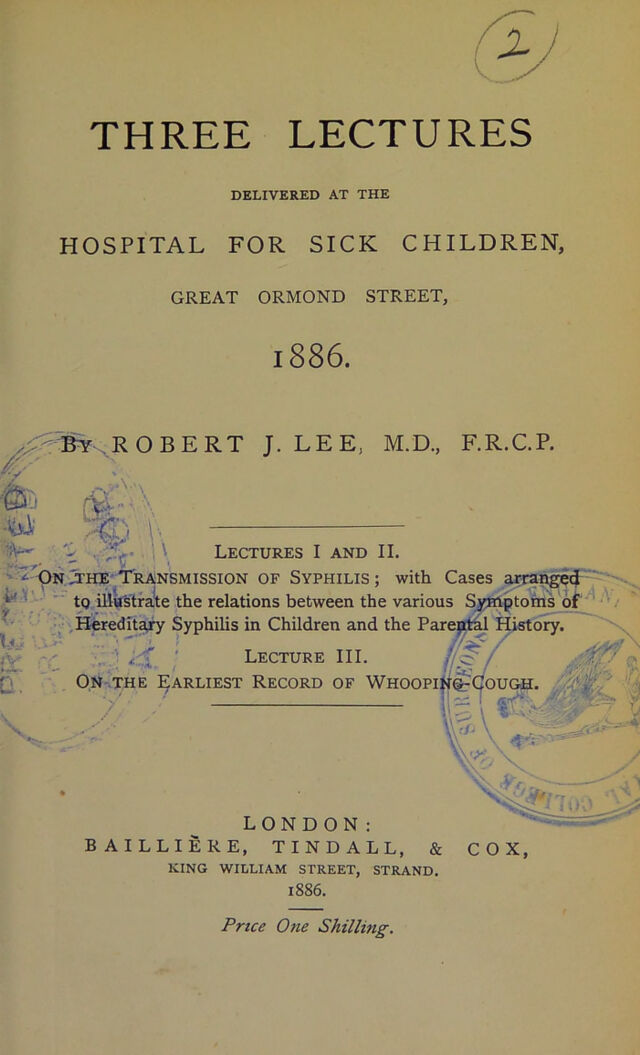 2
THREE LECTURES
DELIVERED AT THE
HOSPITAL FOR SICK CHILDREN,
GREAT ORMOND STREET,
1886.
BY ROBERT J. LEE, M.D., F.R.C.P.
LECTURES I AND II.
ON THE TRANSMISSION OF SYPHILIS; with Cases arranged
to illustrate the relations between the various Symptoms of
Hereditary Syphilis in Children and the Parental History.
LECTURE III.
ON THE EARLIEST RECORD OF WHOOPING-COUGH.
LONDON:
BAILLIÈRE, TINDALL, & COX,
KING WILLIAM STREET, STRAND.
1886.
Price One Shilling.
COLLEGE OF SURGEONS